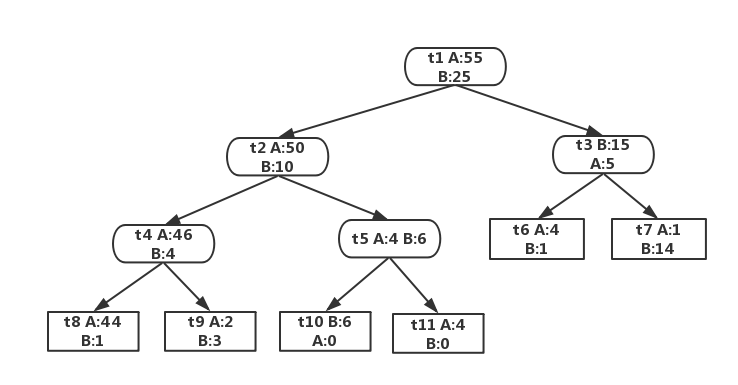 t1 A:55
B:25
t2 A:50
B:10
t3 B:15
A:5
t4 A:46
B:4
t5 A:4 B:6
t6 A:4
B:1
t7 A:1
B:14
t8 A:44
B:1
t9 A:2
B:3
t10 B:6
A:0
t11 A:4
B:0